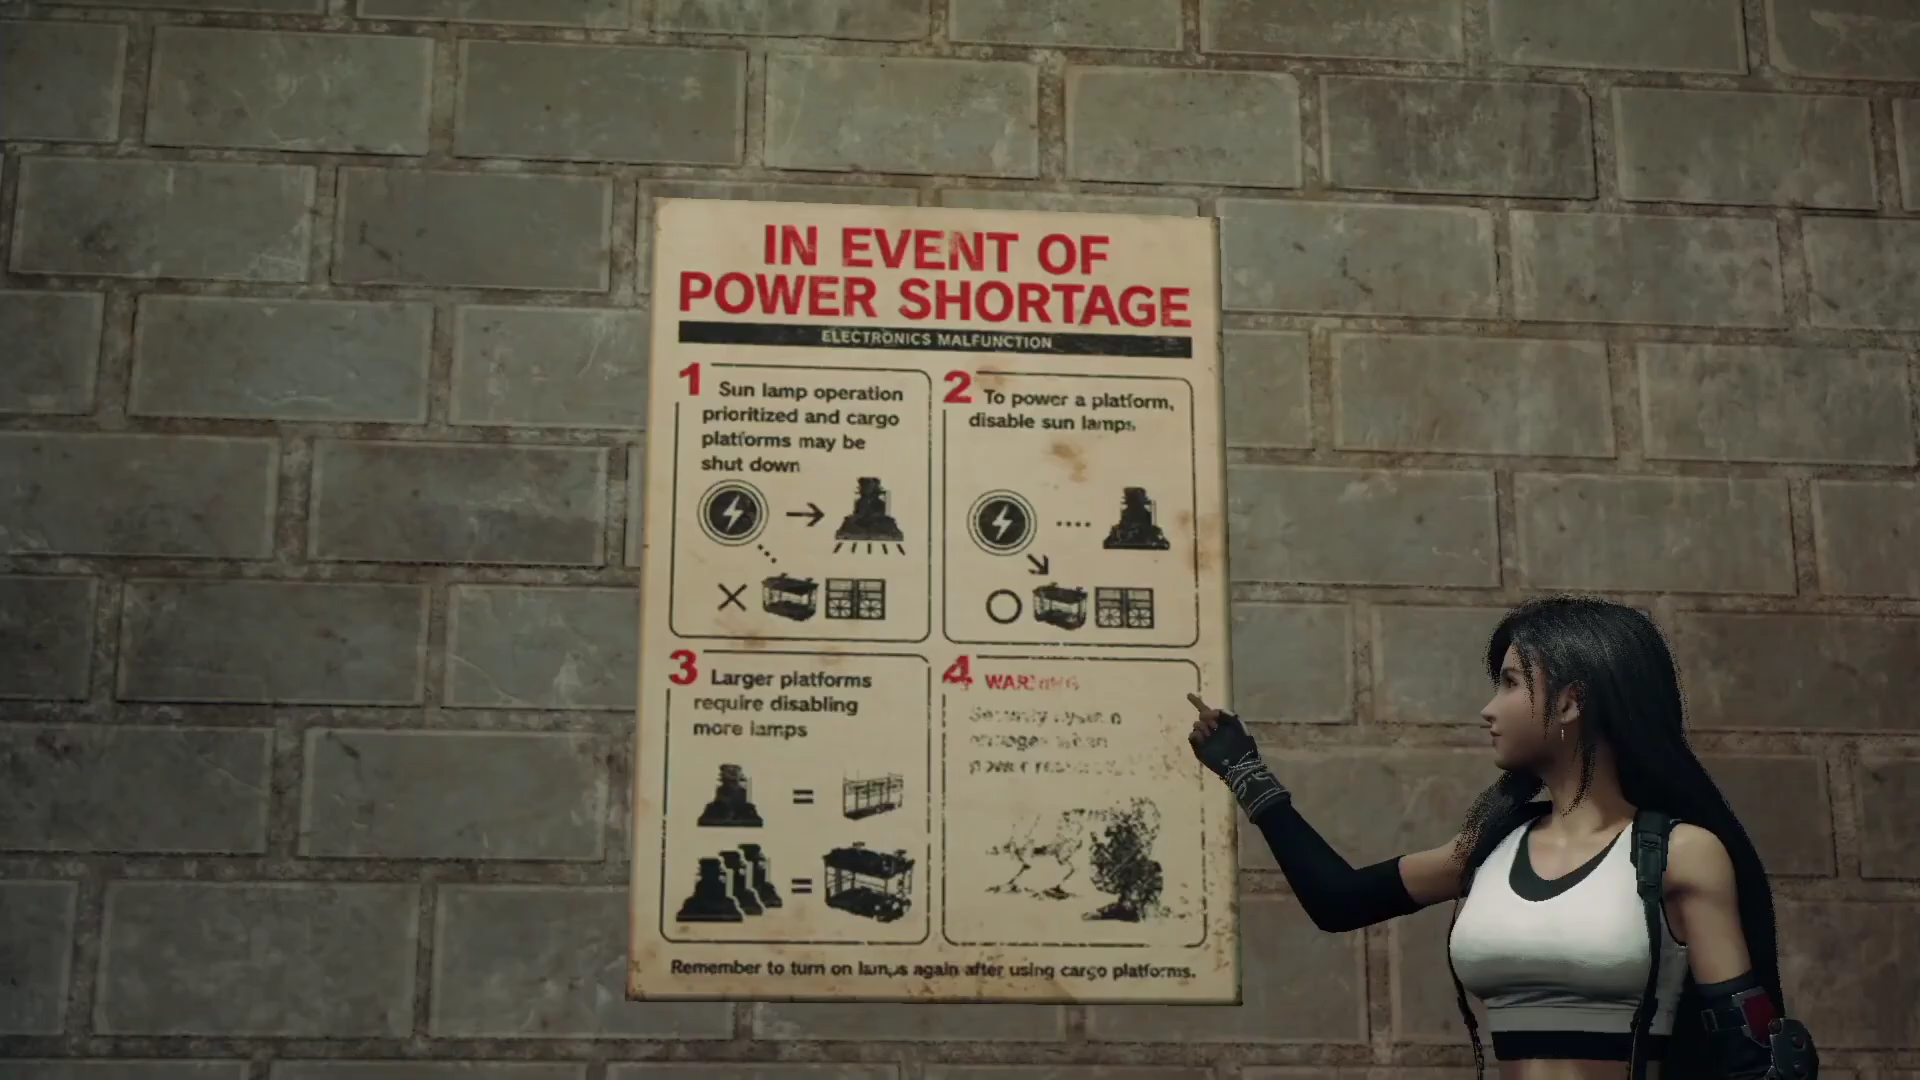 IN EVENT OF
POWER SHORTAGE
ELECTRONICS MALFUNCTION
1 Sun lamp operation
prioritized and cargo
platforms may be
shut down
2 To power a platform,
disable sun lamps.
3 Larger platforms
require disabling
more lamps
4 WARNING
Remember to turn on lamps again after using cargo platforms.